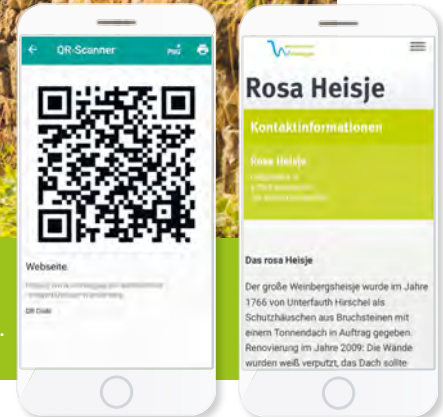 QR-Scanner
PNG
Webseite
QR Code
Rosa Heisje
Kontaktinformationen
Rosa Heisje
Das rosa Heisje
Der große Weinbergsheisje wurde im Jahre
1766 von Unterfauth Hirschel als
Schutzhäuschen aus Bruchsteinen mit
einem Tonnendach in Auftrag gegeben.
Renovierung im Jahre 2009: Die Wände
wurden weiß verputzt, das Dach sollte